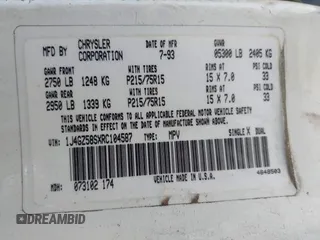 MFD BY CHRYSLER CORPORATION DATE OF MFR 7-93 GVWR 05300 LB 2405 KG
GAWR FRONT WITH TIRES RIMS AT PSI COLD
2750 LB 1248 KG P215/75R15 15 X 7.0 33
GAWR REAR WITH TIRES RIMS AT PSI COLD
2950 LB 1339 KG P215/75R15 15 X 7.0 33
THIS VEHICLE CONFORMS TO ALL APPLICABLE FEDERAL MOTOR VEHICLE SAFETY STANDARDS IN EFFECT ON THE DATE OF MANUFACTURE SHOWN ABOVE.
VIN: 1J4GZ58SXRC104587 TYPE: MPV SINGLE X DUAL
MDH: 073102 174 VEHICLE MADE IN U.S.A. 4848503
© DREAMBID